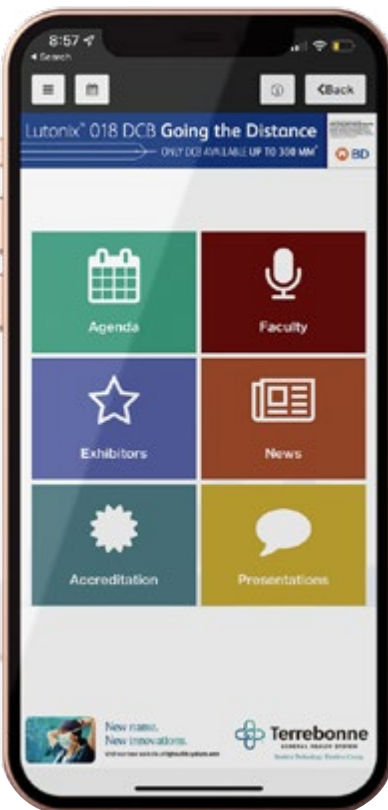 8:57
Search
Back
Lutonix™ 018 DCB Going the Distance
ONLY DCB AVAILABLE UP TO 300 MM
BD
Agenda
Faculty
Exhibitors
News
Accreditation
Presentations
New name.
New innovations.
Terrebonne
GENERAL HEALTH SYSTEM